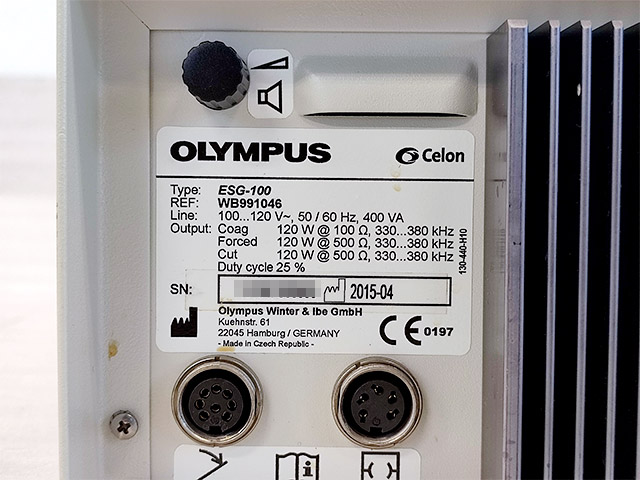 OLYMPUS
Celon
Type: ESG-100
REF: WB991046
Line: 100...120 V~, 50 / 60 Hz, 400 VA
Output: Coag 120 W @ 100 Ω, 330...380 kHz
Forced 120 W @ 500 Ω, 330...380 kHz
Cut 120 W @ 500 Ω, 330...380 kHz
Duty cycle 25 %
130-440-H10
SN: 2015-04
Olympus Winter & Ibe GmbH
Kuehnstr. 61
22045 Hamburg / GERMANY
- Made in Czech Republic -
CE 0197